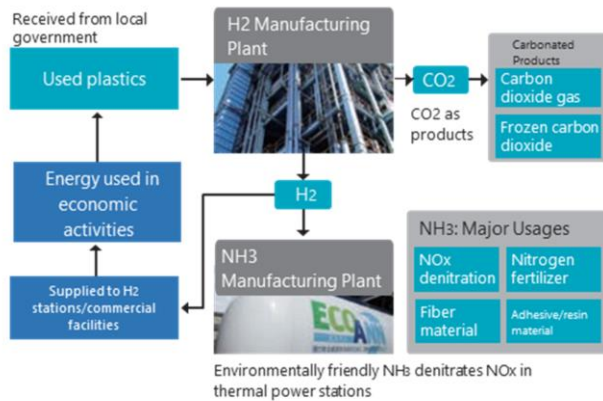 Received from local
government
Used plastics
H2 Manufacturing
Plant
CO2
CO2 as
products
Carbonated
Products
Carbon
dioxide gas
Frozen carbon
dioxide
Energy used in
economic
activities
H2
Supplied to H2
stations/commercial
facilities
NH3
Manufacturing Plant
ECOANN
NH3: Major Usages
NOx
denitration
Nitrogen
fertilizer
Fiber
material
Adhesive/resin
material
Environmentally friendly NH3 denitrates NOx in
thermal power stations